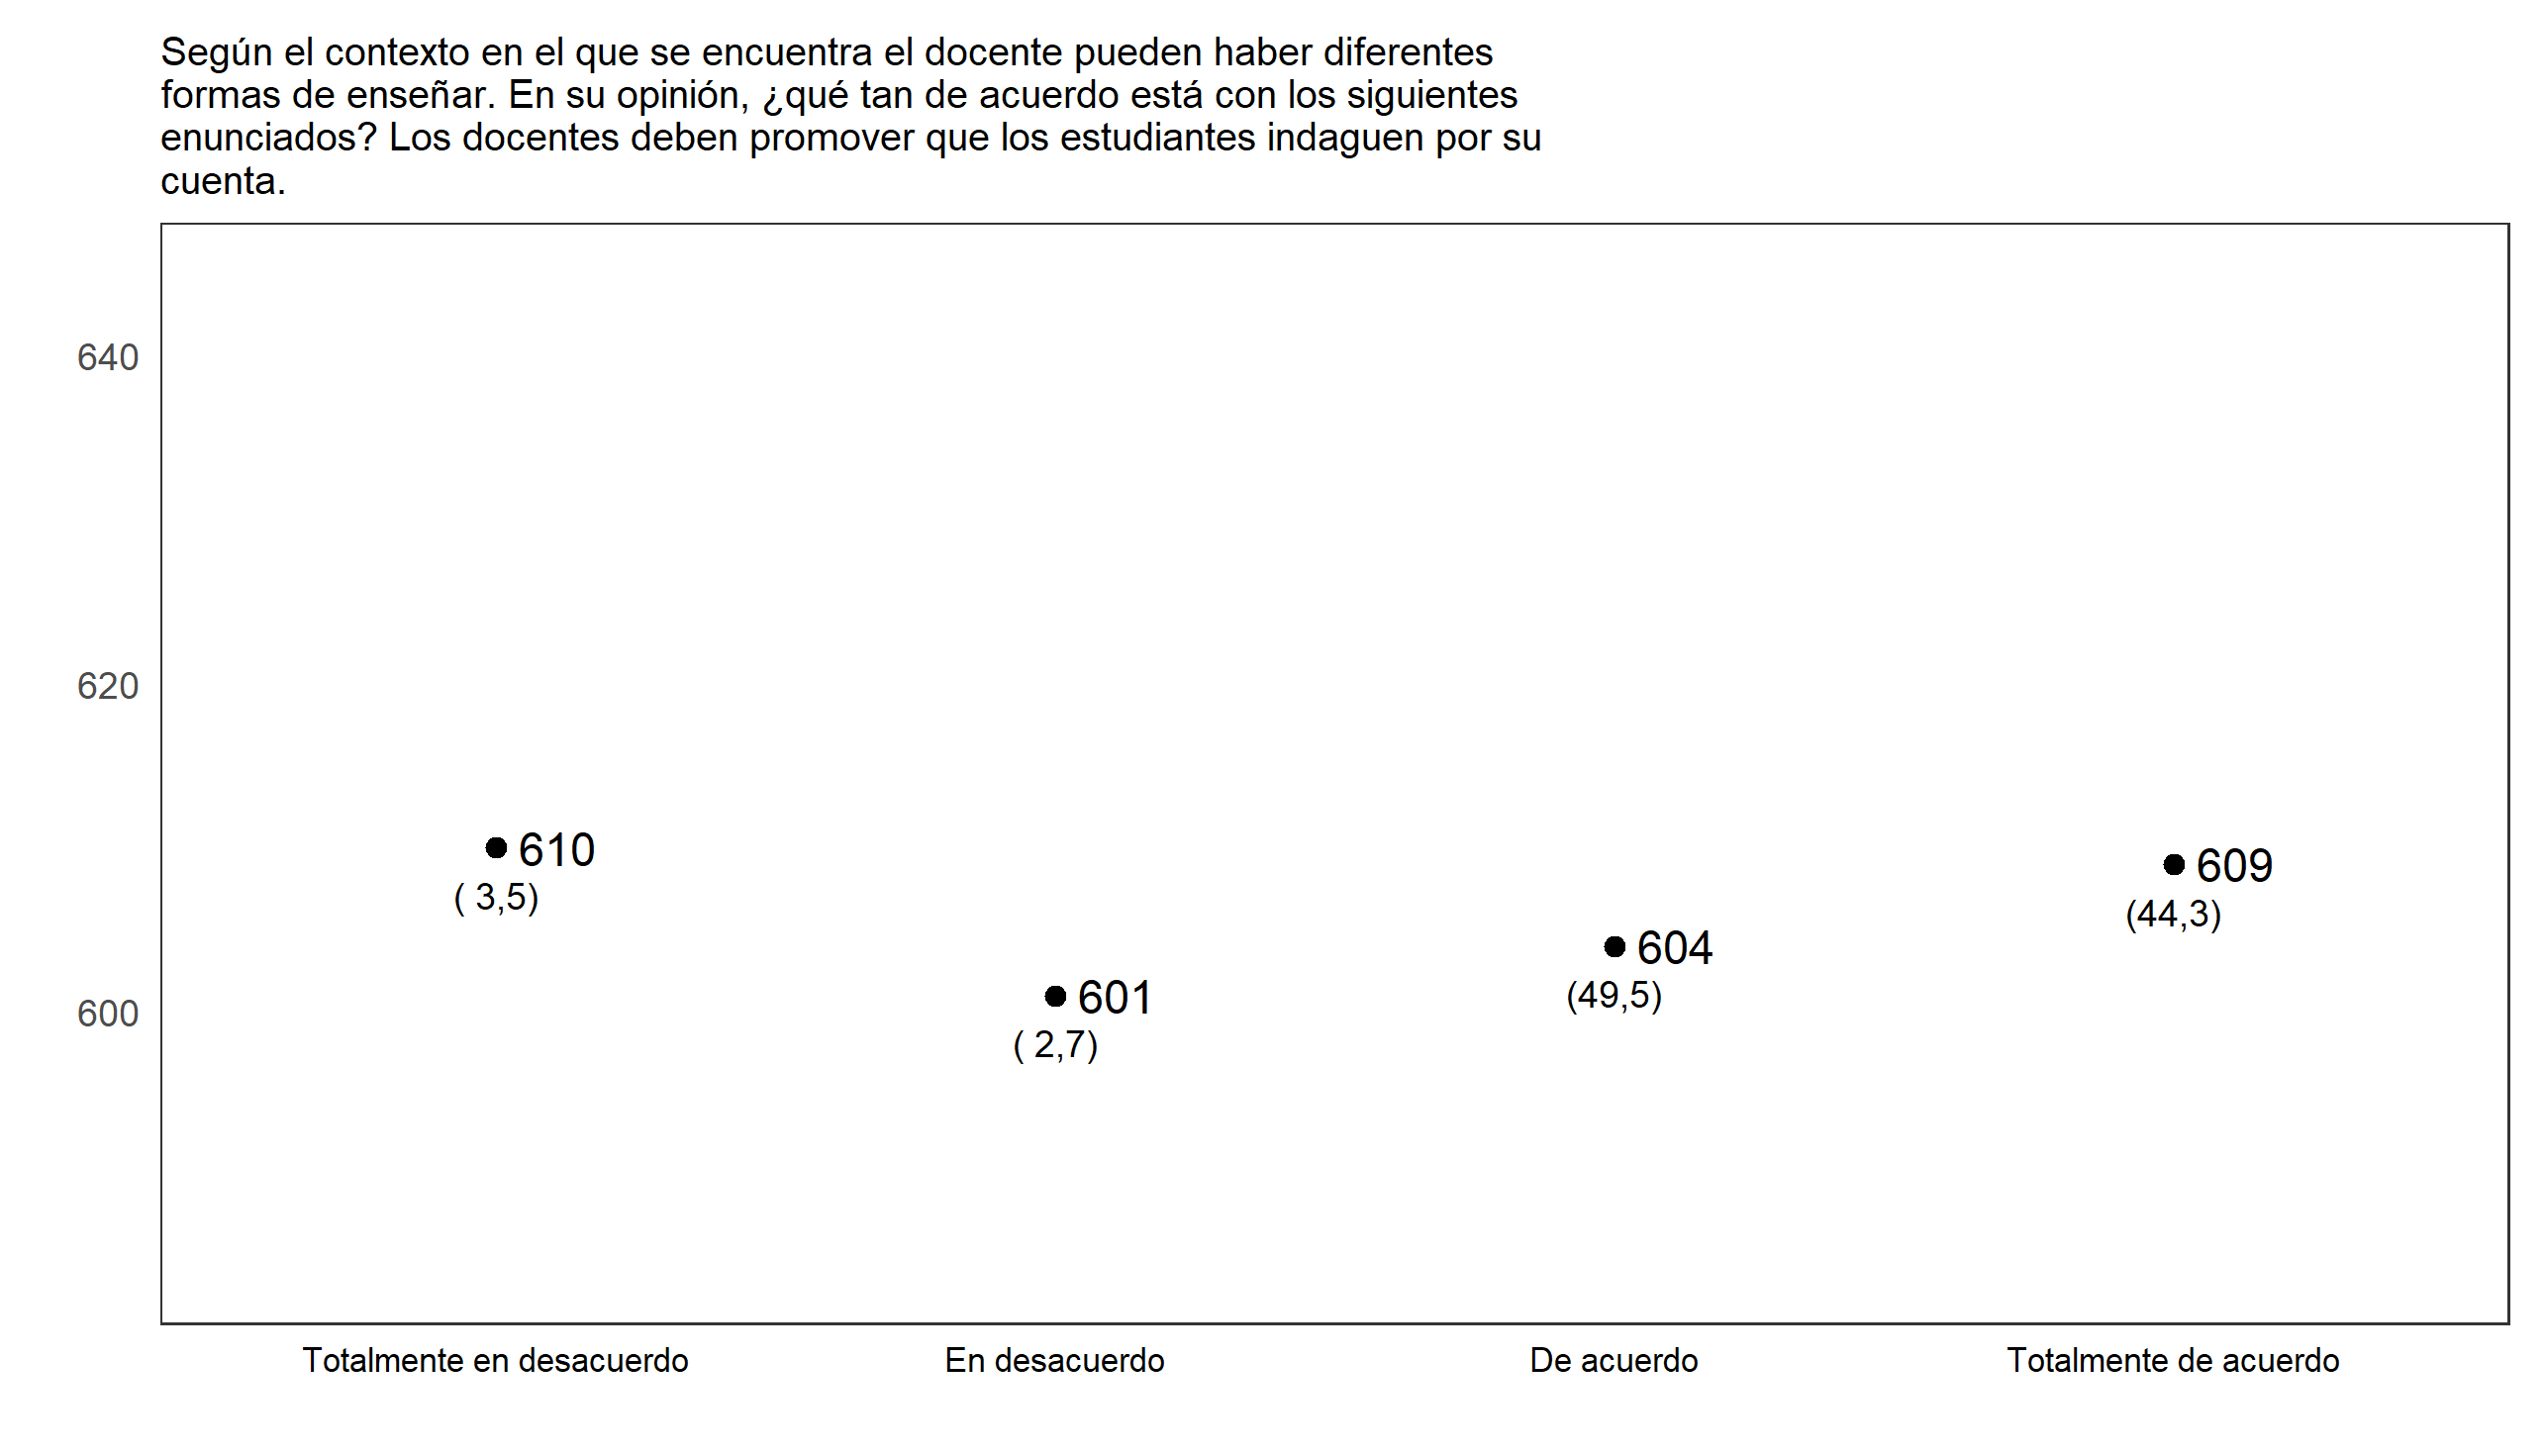 Según el contexto en el que se encuentra el docente pueden haber diferentes
formas de enseñar. En su opinión, ¿qué tan de acuerdo está con los siguientes
enunciados? Los docentes deben promover que los estudiantes indaguen por su
cuenta.
640
620
600
610
( 3,5)
601
( 2,7)
604
(49,5)
609
(44,3)
Totalmente en desacuerdo
En desacuerdo
De acuerdo
Totalmente de acuerdo